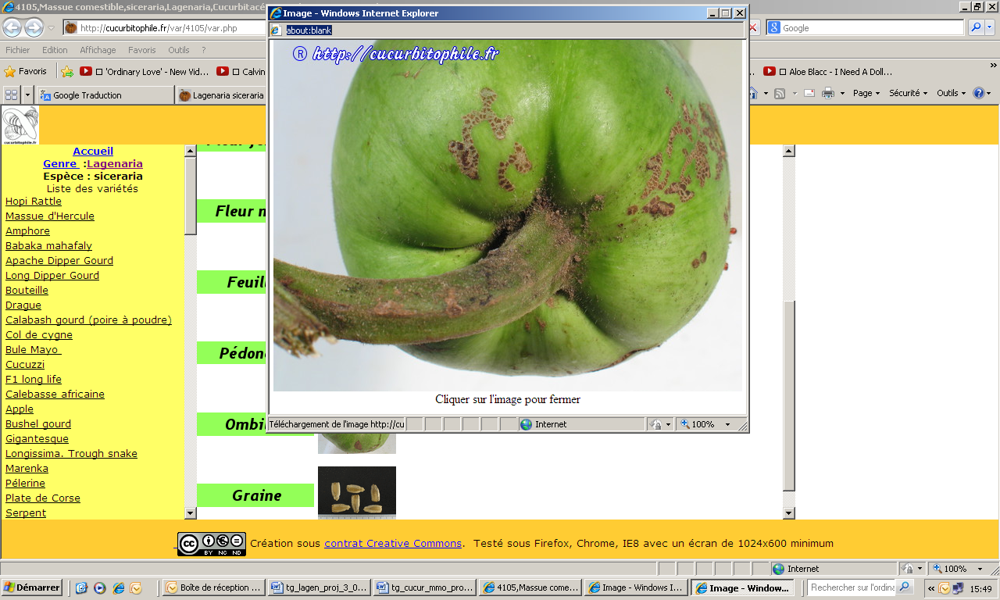 4105,Massue comestible,siceraria,Lagenaria,Cucurbitacé
http://cucurbitophile.fr/var/4105/var.php
Google
Fichier Edition Affichage Favoris Outils ?
Favoris
'Ordinary Love' - New Vid...
Calvin
Aloe Blacc - I Need A Doll...
Google Traduction
Lagenaria siceraria
Page Sécurité Outils
Image - Windows Internet Explorer
about:blank
® http://cucurbitophile.fr
Cliquer sur l'image pour fermer
Téléchargement de l'image http://cu
Internet
100%
cucurbitophile.fr
Accueil
Genre :Lagenaria
Espèce : siceraria
Liste des variétés
Hopi Rattle
Massue d'Hercule
Amphore
Babaka mahafaly
Apache Dipper Gourd
Long Dipper Gourd
Bouteille
Drague
Calabash gourd (poire à poudre)
Col de cygne
Bule Mayo
Cucuzzi
F1 long life
Calebasse africaine
Apple
Bushel gourd
Gigantesque
Longissima. Trough snake
Marenka
Pélerine
Plate de Corse
Serpent
Fleur m
Feuil
Pédon
Ombi
Graine
CC BY NC ND
Création sous contrat Creative Commons. Testé sous Firefox, Chrome, IE8 avec un écran de 1024x600 minimum
Internet
100%
Démarrer
Boîte de réception ...
tg_lagen_proj_3_0...
tg_cucur_mmo_pro...
4105,Massue ome...
Image - Windows I...
Image - Window...
Rechercher sur l'ordina
15:49